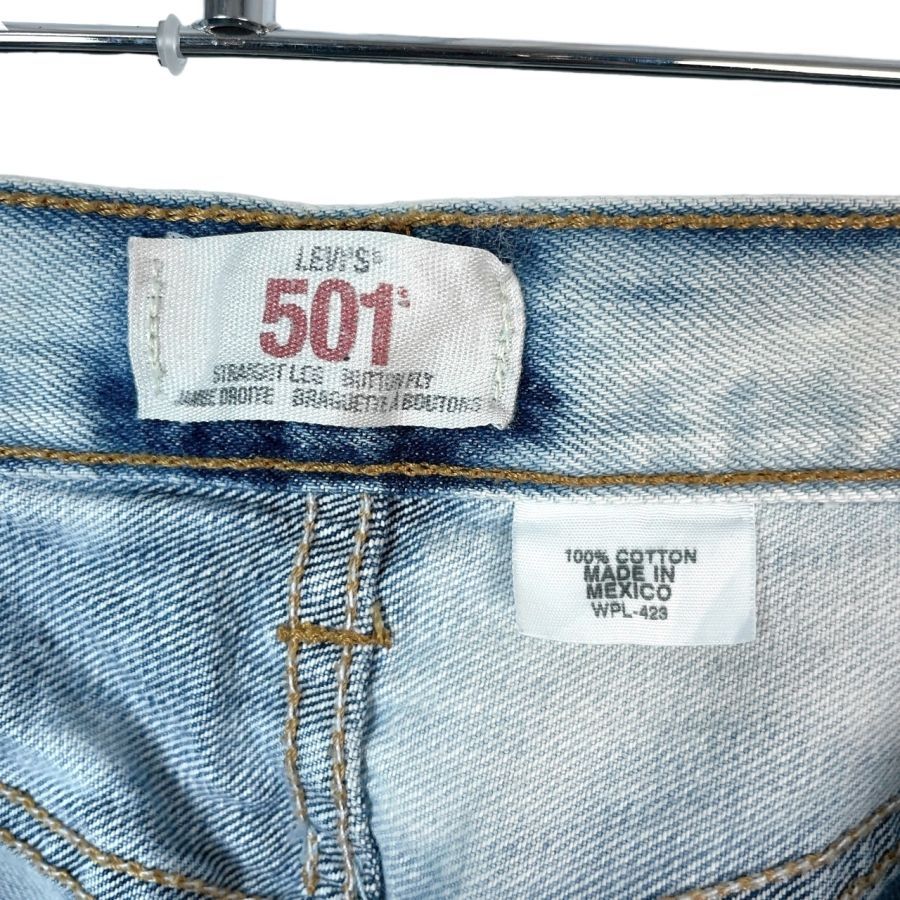 LEVI'S®
501's
STRAIGHT LEG BUTTON FLY
JAMBE DROITE BRAGUETTE À BOUTONS
100% COTTON
MADE IN
MEXICO
WPL-423